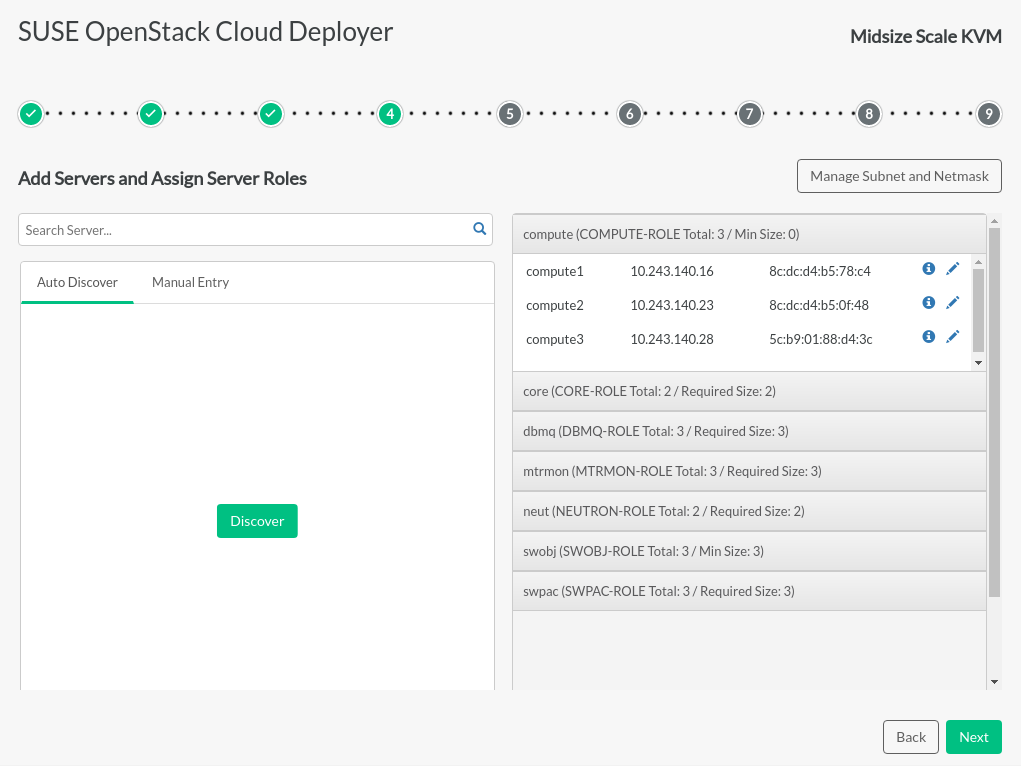 SUSE OpenStack Cloud Deployer
Midsize Scale KVM
4 5 6 7 8 9
Add Servers and Assign Server Roles
Manage Subnet and Netmask
Search Server...
Auto Discover Manual Entry
Discover
compute (COMPUTE-ROLE Total: 3 / Min Size: 0)
compute1 10.243.140.16 8c:dc:d4:b5:78:c4
compute2 10.243.140.23 8c:dc:d4:b5:0f:48
compute3 10.243.140.28 5c:b9:01:88:d4:3c
core (CORE-ROLE Total: 2 / Required Size: 2)
dbmq (DBMQ-ROLE Total: 3 / Required Size: 3)
mtrmon (MTRMON-ROLE Total: 3 / Required Size: 3)
neut (NEUTRON-ROLE Total: 2 / Required Size: 2)
swobj (SWOBJ-ROLE Total: 3 / Min Size: 3)
swpac (SWPAC-ROLE Total: 3 / Required Size: 3)
Back Next